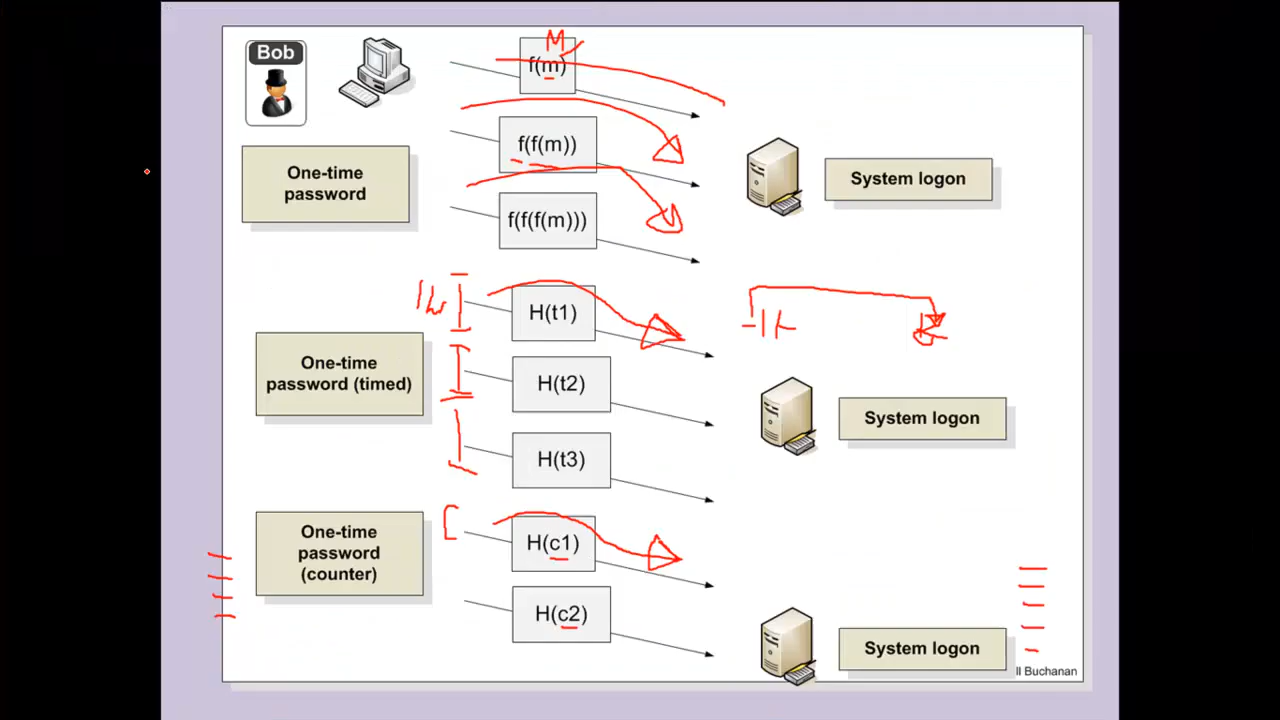 Bob
M
f(m)
f(f(m))
One-time
password
System logon
f(f(f(m)))
H(t1)
One-time
password (timed)
H(t2)
System logon
H(t3)
One-time
password
(counter)
H(c1)
H(c2)
System logon
ll Buchanan